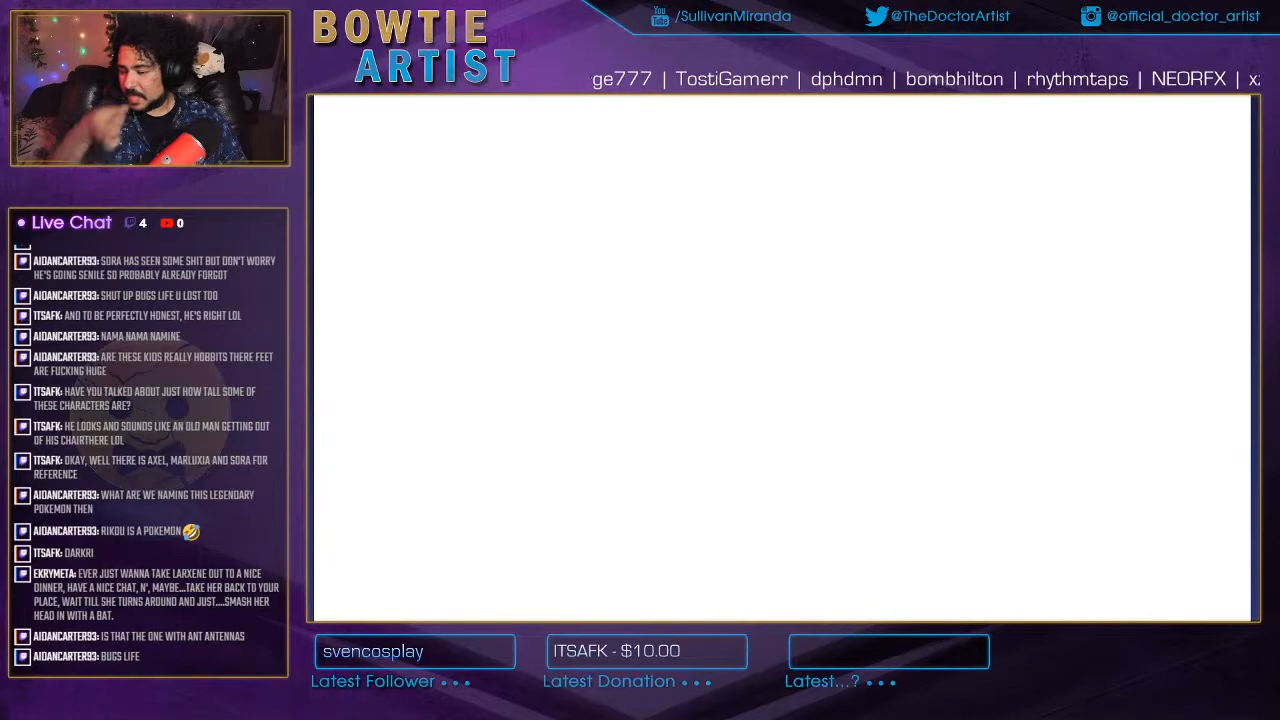 BOWTIE
ARTIST
You
Tube
/SullivanMiranda
@TheDoctorArtist
@official_doctor_artist
ge777 | TostiGamerr | dphdmn | bombhilton | rhythmtaps | NEORFX |
Live Chat 4 0
AIDANCARTER93: SORA HAS SEEN SOME SHIT BUT DON'T WORRY
HE'S GOING SENILE SO PROBABLY ALREADY FORGOT
AIDANCARTER93: SHUT UP BUGS LIFE U LOST TOO
ITSAFK: AND TO BE PERFECTLY HONEST, HE'S RIGHT LOL
AIDANCARTER93: NAMA NAMA NAMINE
AIDANCARTER93: ARE THESE KIDS REALLY HOBBITS THERE FEET
ARE FUCKING HUGE
ITSAFK: HAVE YOU TALKED ABOUT JUST HOW TALL SOME OF
THESE CHARACTERS ARE?
ITSAFK: HE LOOKS AND SOUNDS LIKE AN OLD MAN GETTING OUT
OF HIS CHAIRTHERE LOL
ITSAFK: OKAY, WELL THERE IS AXEL, MARLUXIA AND SORA FOR
REFERENCE
AIDANCARTER93: WHAT ARE WE NAMING THIS LEGENDARY
POKEMON THEN
AIDANCARTER93: RIKOU IS A POKEMON 🤣
ITSAFK: DARKRI
EKRYMETA: EVER JUST WANNA TAKE LARXENE OUT TO A NICE
DINNER, HAVE A NICE CHAT, N', MAYBE...TAKE HER BACK TO YOUR
PLACE, WAIT TILL SHE TURNS AROUND AND JUST....SMASH HER
HEAD IN WITH A BAT.
AIDANCARTER93: IS THAT THE ONE WITH ANT ANTENNAS
AIDANCARTER93: BUGS LIFE
svencosplay
ITSAFK - $10.00
Latest Follower • • •
Latest Donation • • •
Latest...? • • •